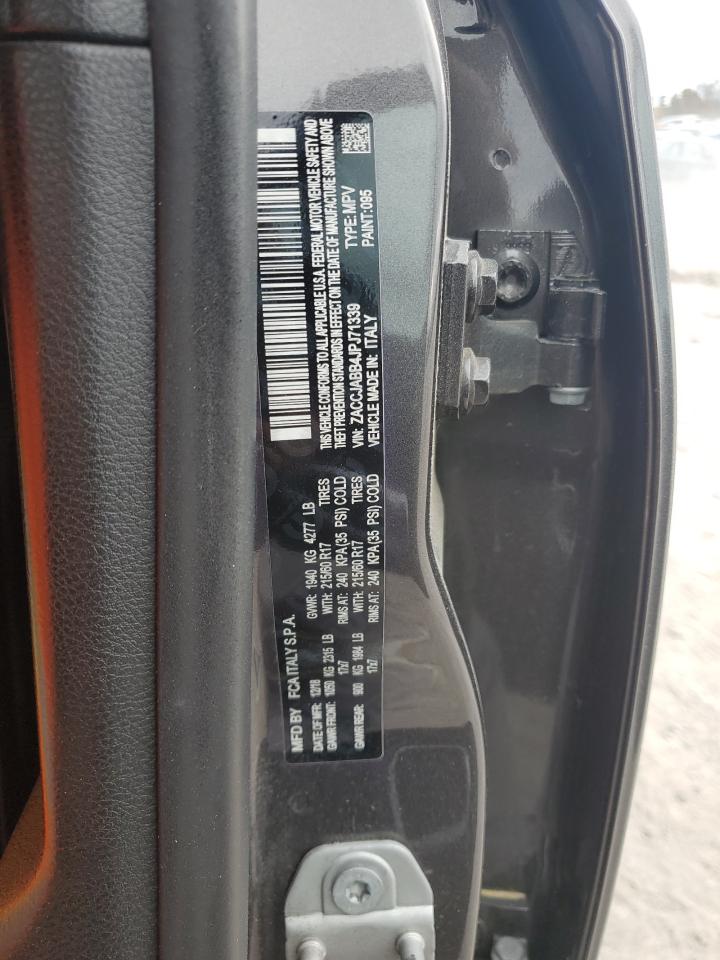 MFD BY FCA ITALY S.P.A.
DATE OF MFR: 12/18 GVWR: 1940 KG 4277 LB
GAWR FRONT: 1050 KG 2315 LB WITH: 215/60 R17 TIRES
17x7 RIMS AT: 240 KPA (35 PSI) COLD
GAWR REAR: 900 KG 1984 LB WITH: 215/60 R17 TIRES
17x7 RIMS AT: 240 KPA (35 PSI) COLD
THIS VEHICLE CONFORMS TO ALL APPLICABLE U.S.A. FEDERAL MOTOR VEHICLE SAFETY AND
THEFT PREVENTION STANDARDS IN EFFECT ON THE DATE OF MANUFACTURE SHOWN ABOVE
VIN: ZACCJABB4JPJ71339 TYPE: MPV
VEHICLE MADE IN: ITALY PAINT: 095